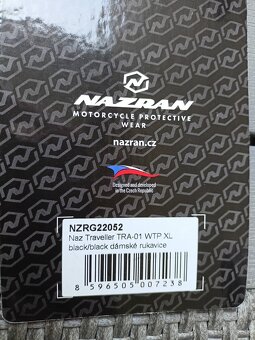 NAZRAN
MOTORCYCLE PROTECTIVE
WEAR
nazran.cz
Designed and developed
in the Czech Republic
NZRG22052
Naz Traveller TRA-01 WTP XL
black/black dámské rukavice
8 596505 007238